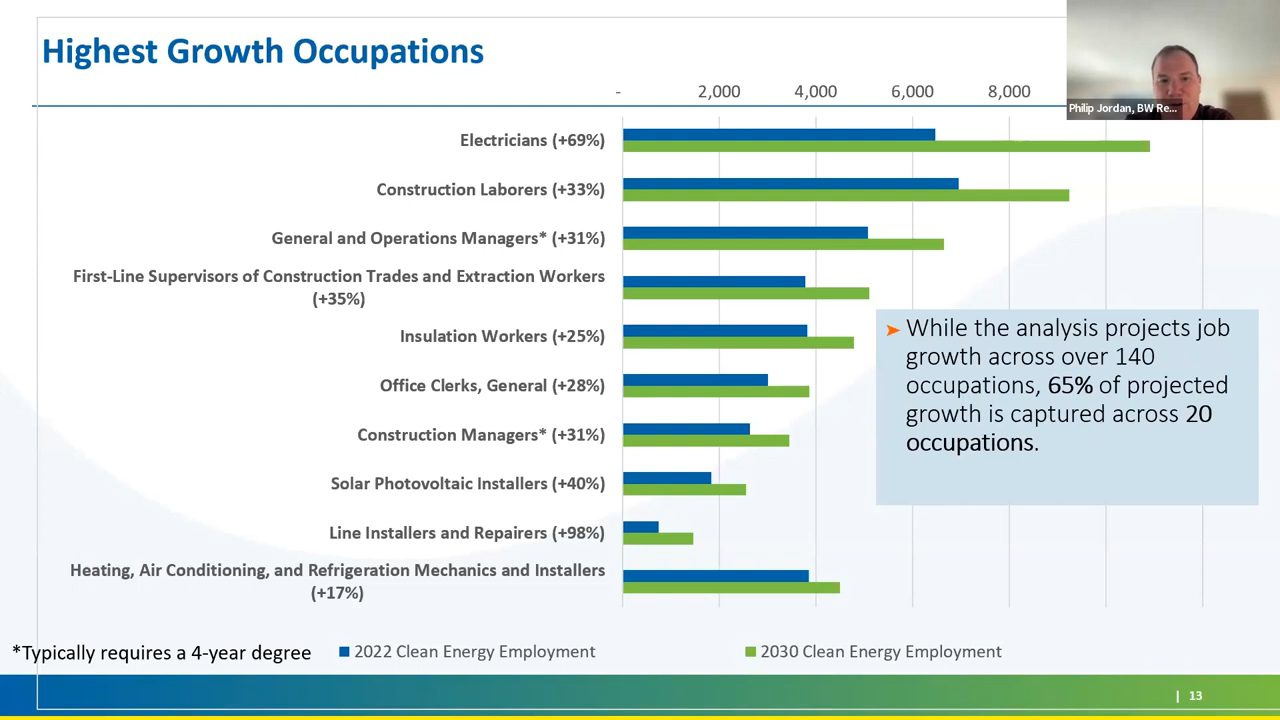 Highest Growth Occupations
-
2,000
4,000
6,000
8,000
Philip Jordan, BW Re...
Electricians (+69%)
Construction Laborers (+33%)
General and Operations Managers* (+31%)
First-Line Supervisors of Construction Trades and Extraction Workers
(+35%)
Insulation Workers (+25%)
Office Clerks, General (+28%)
Construction Managers* (+31%)
Solar Photovoltaic Installers (+40%)
Line Installers and Repairers (+98%)
Heating, Air Conditioning, and Refrigeration Mechanics and Installers
(+17%)
➤ While the analysis projects job
growth across over 140
occupations, 65% of projected
growth is captured across 20
occupations.
*Typically requires a 4-year degree
2022 Clean Energy Employment
2030 Clean Energy Employment
| 13